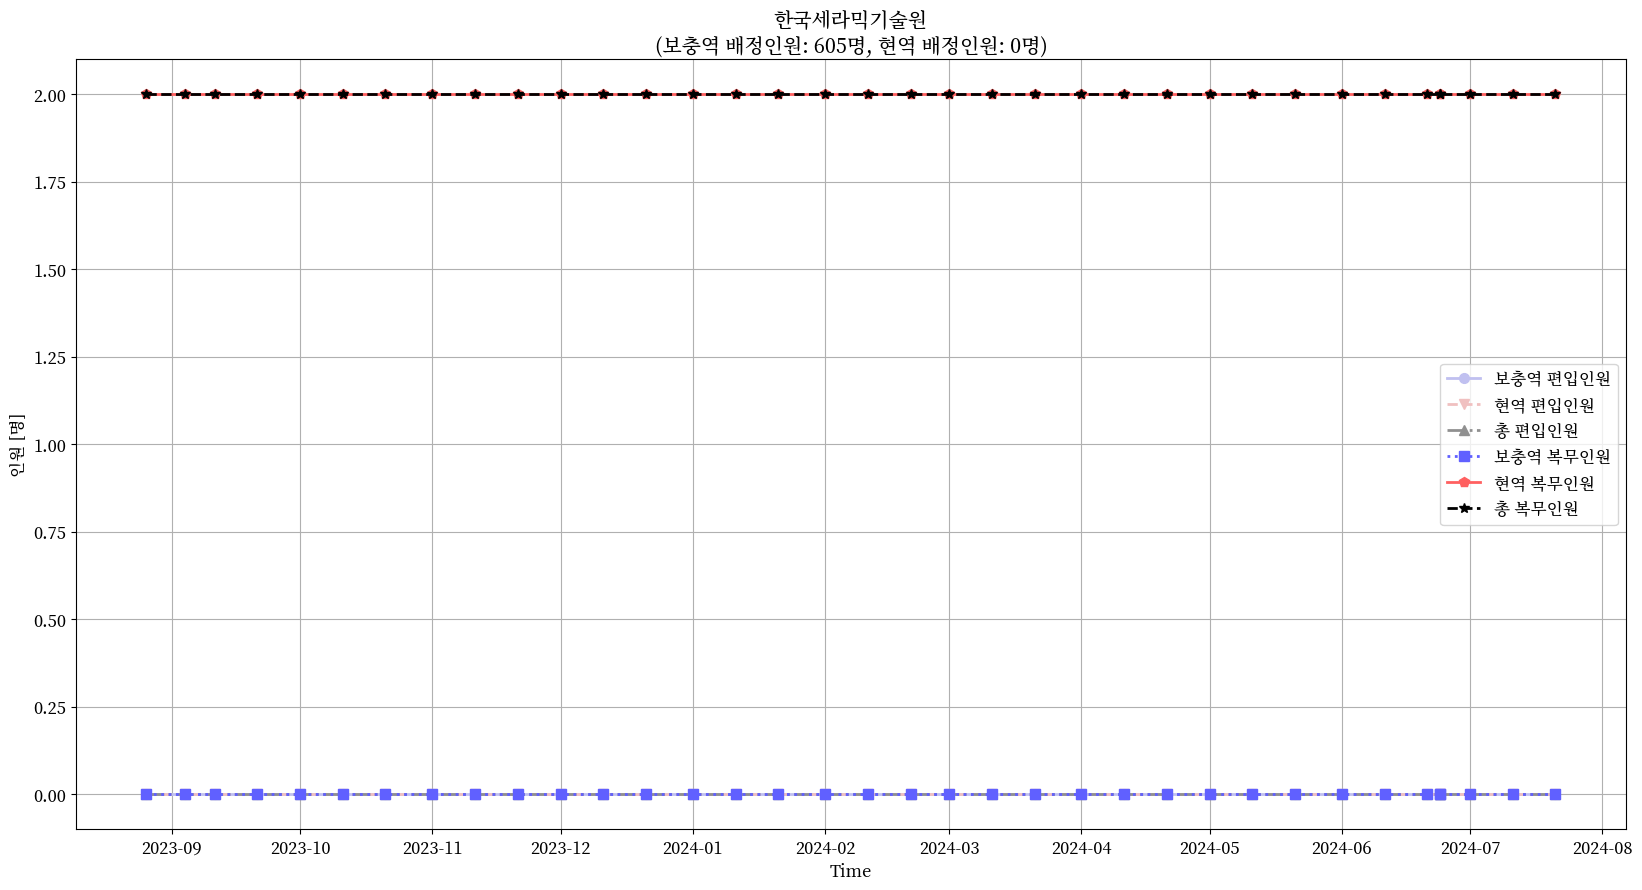 한국세라믹기술원
(보충역 배정인원: 605명, 현역 배정인원: 0명)
2.00
1.75
1.50
1.25
1.00
0.75
0.50
0.25
0.00
인원 [명]
보충역 편입인원
현역 편입인원
총 편입인원
보충역 복무인원
현역 복무인원
총 복무인원
2023-09 2023-10 2023-11 2023-12 2024-01 2024-02 2024-03 2024-04 2024-05 2024-06 2024-07 2024-08
Time